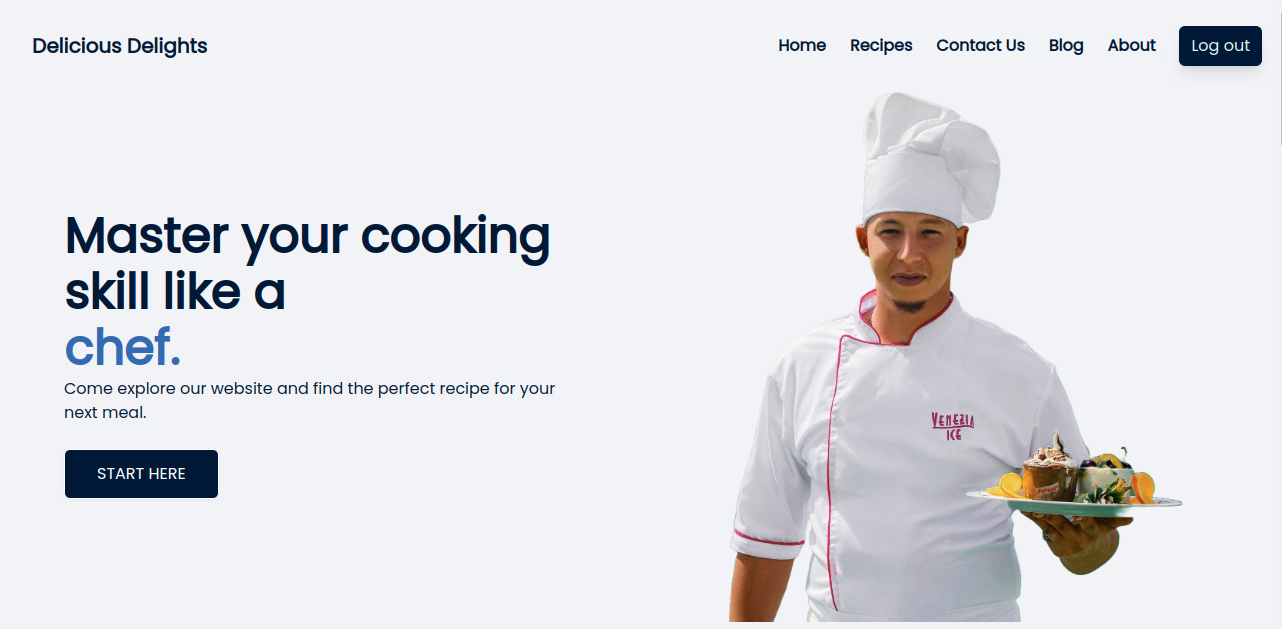 Delicious Delights
Home Recipes Contact Us Blog About Log out
Master your cooking
skill like a
chef.
Come explore our website and find the perfect recipe for your
next meal.
START HERE
VENEZIA
ICE